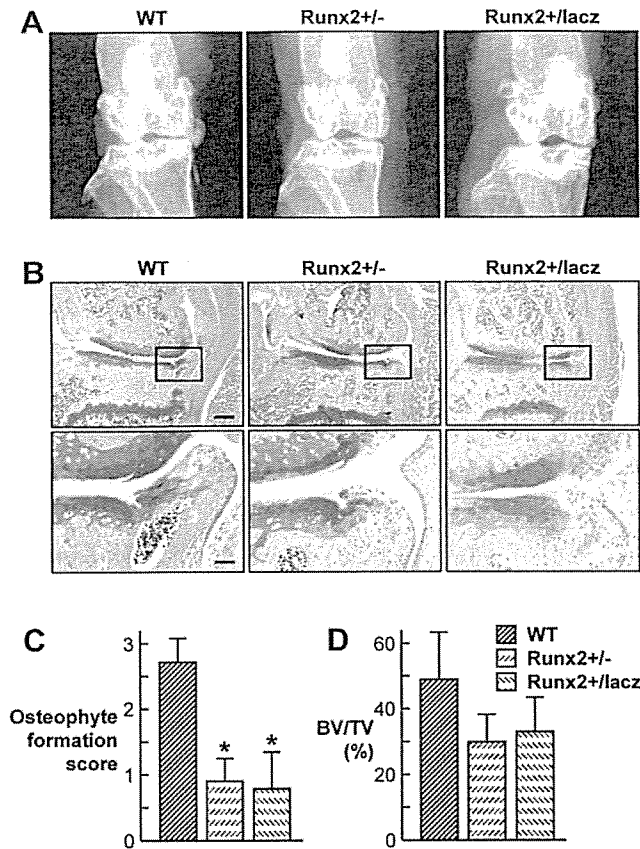 A
WT
Runx2+/-
Runx2+/lacz
B
WT
Runx2+/-
Runx2+/lacz
C
3
2
1
0
Osteophyte
formation
score
*
*
D
60
40
20
0
BV/TV
(%)
WT
Runx2+/-
Runx2+/lacz